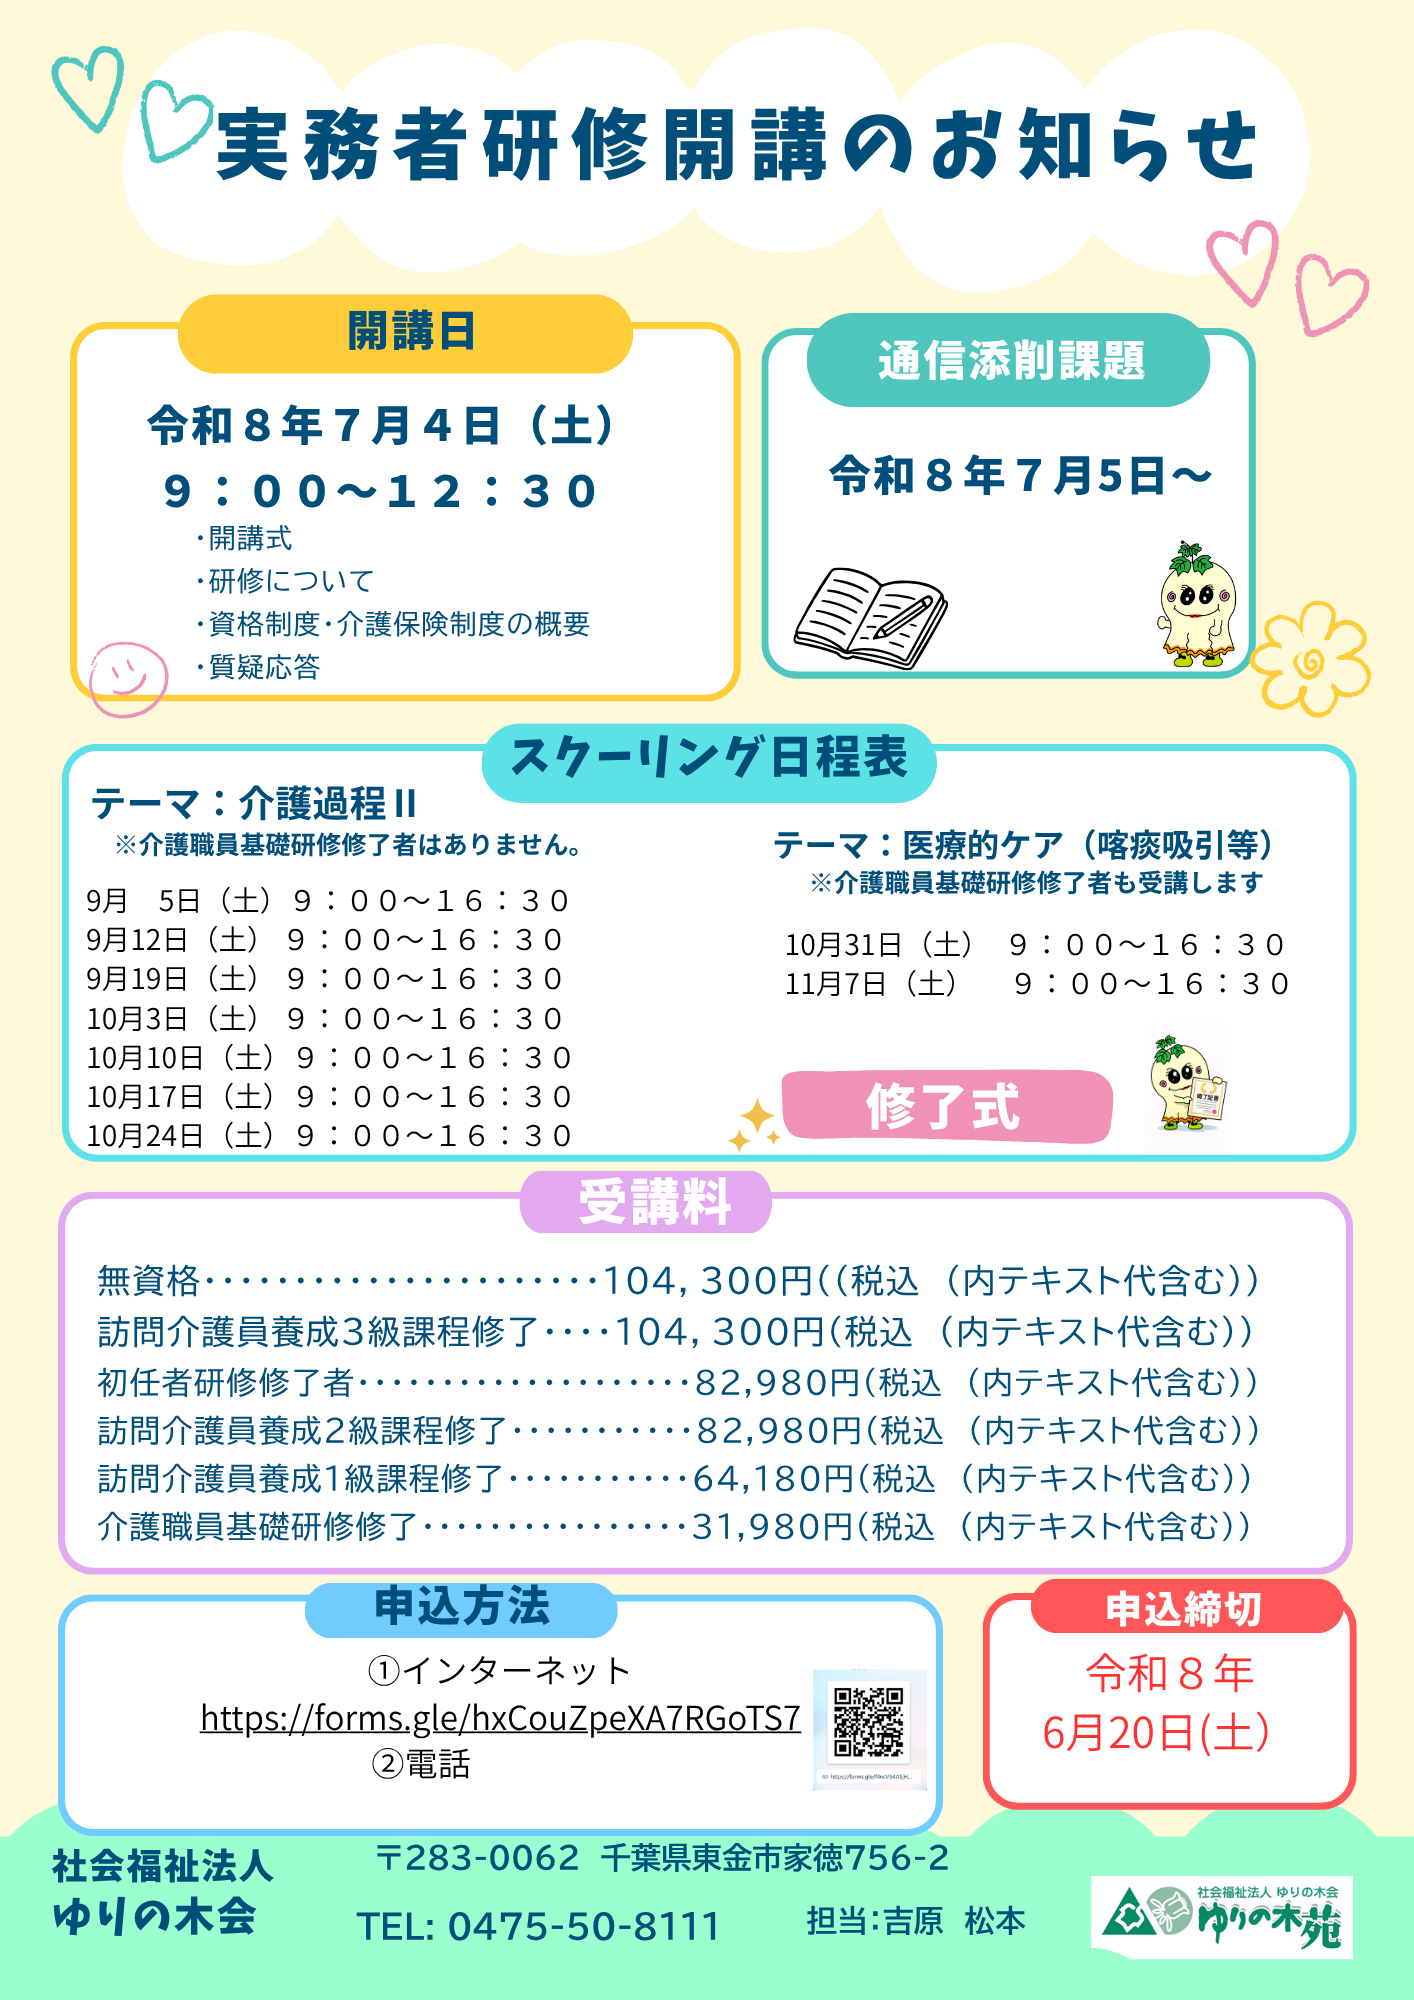 実務者研修開講のお知らせ
開講日
令和８年７月４日（土）
９：００～１２：３０
・開講式
・研修について
・資格制度・介護保険制度の概要
・質疑応答
通信添削課題
令和８年７月5日～
スクーリング日程表
テーマ：介護過程Ⅱ
※介護職員基礎研修修了者はありません。
9月　5日（土）９：００～１６：３０
9月12日（土）９：００～１６：３０
9月19日（土）９：００～１６：３０
10月3日（土）９：００～１６：３０
10月10日（土）９：００～１６：３０
10月17日（土）９：００～１６：３０
10月24日（土）９：００～１６：３０
テーマ：医療的ケア（喀痰吸引等）
※介護職員基礎研修修了者も受講します
10月31日（土）　９：００～１６：３０
11月7日（土）　９：００～１６：３０
修了式
修了証書
受講料
無資格・・・・・・・・・・・・・・・・・・・・・・104，300円((税込　（内テキスト代含む））
訪問介護員養成3級課程修了・・・・104，300円(税込　（内テキスト代含む））
初任者研修修了者・・・・・・・・・・・・・・・・・・・82,980円(税込　（内テキスト代含む））
訪問介護員養成2級課程修了・・・・・・・・・・・82,980円(税込　（内テキスト代含む））
訪問介護員養成1級課程修了・・・・・・・・・・・64,180円(税込　（内テキスト代含む））
介護職員基礎研修修了・・・・・・・・・・・・・・・・31,980円(税込　（内テキスト代含む））
申込方法
①インターネット
https://forms.gle/hxCouZpeXA7RGoTS7
②電話
申込締切
令和８年
6月20日(土）
社会福祉法人
ゆりの木会
〒283-0062　千葉県東金市家徳756-2
TEL: 0475-50-8111
担当：吉原　松本
社会福祉法人 ゆりの木会
ゆりの木苑